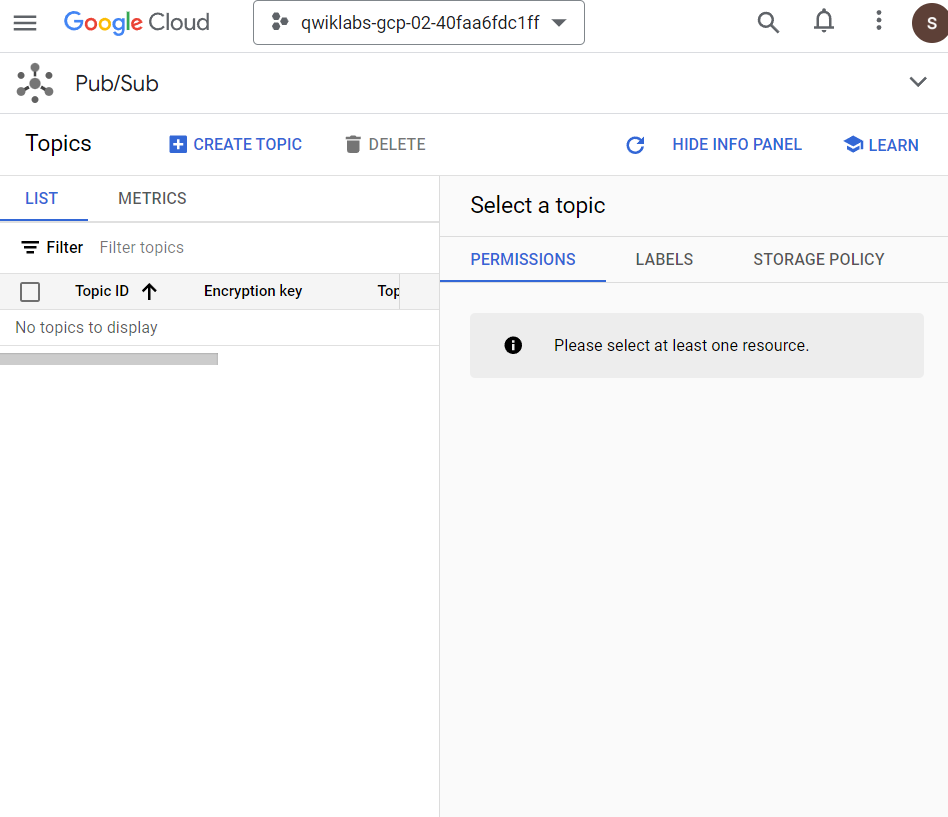 Google Cloud
qwiklabs-gcp-02-40faa6fdc1ff
S
Pub/Sub
Topics
CREATE TOPIC
DELETE
HIDE INFO PANEL
LEARN
LIST
METRICS
Filter
Filter topics
Topic ID
Encryption key
Top
No topics to display
Select a topic
PERMISSIONS
LABELS
STORAGE POLICY
Please select at least one resource.